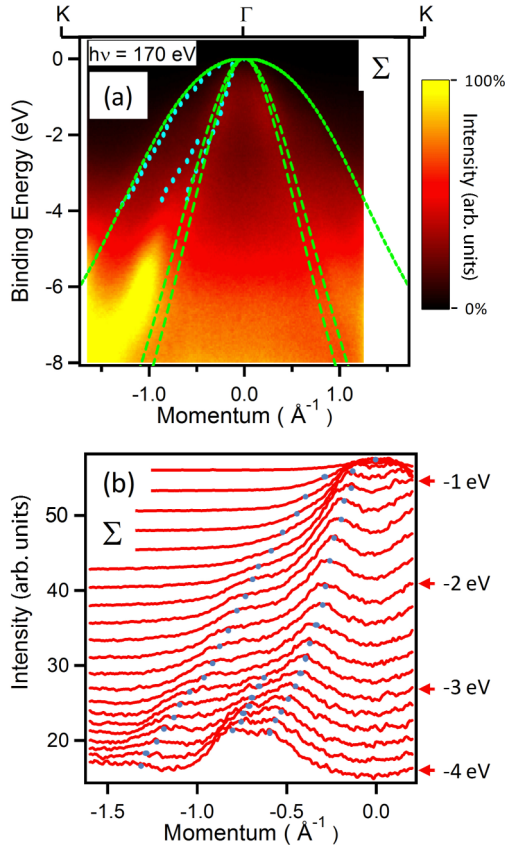 K Γ K
hν = 170 eV
(a)
Σ
0
-2
-4
-6
-8
Binding Energy (eV)
-1.0 0.0 1.0
Momentum ( Å⁻¹ )
100%
0%
Intensity (arb. units)
(b)
Σ
50
40
30
20
Intensity (arb. units)
-1 eV
-2 eV
-3 eV
-4 eV
-1.5 -1.0 -0.5 0.0
Momentum ( Å⁻¹ )